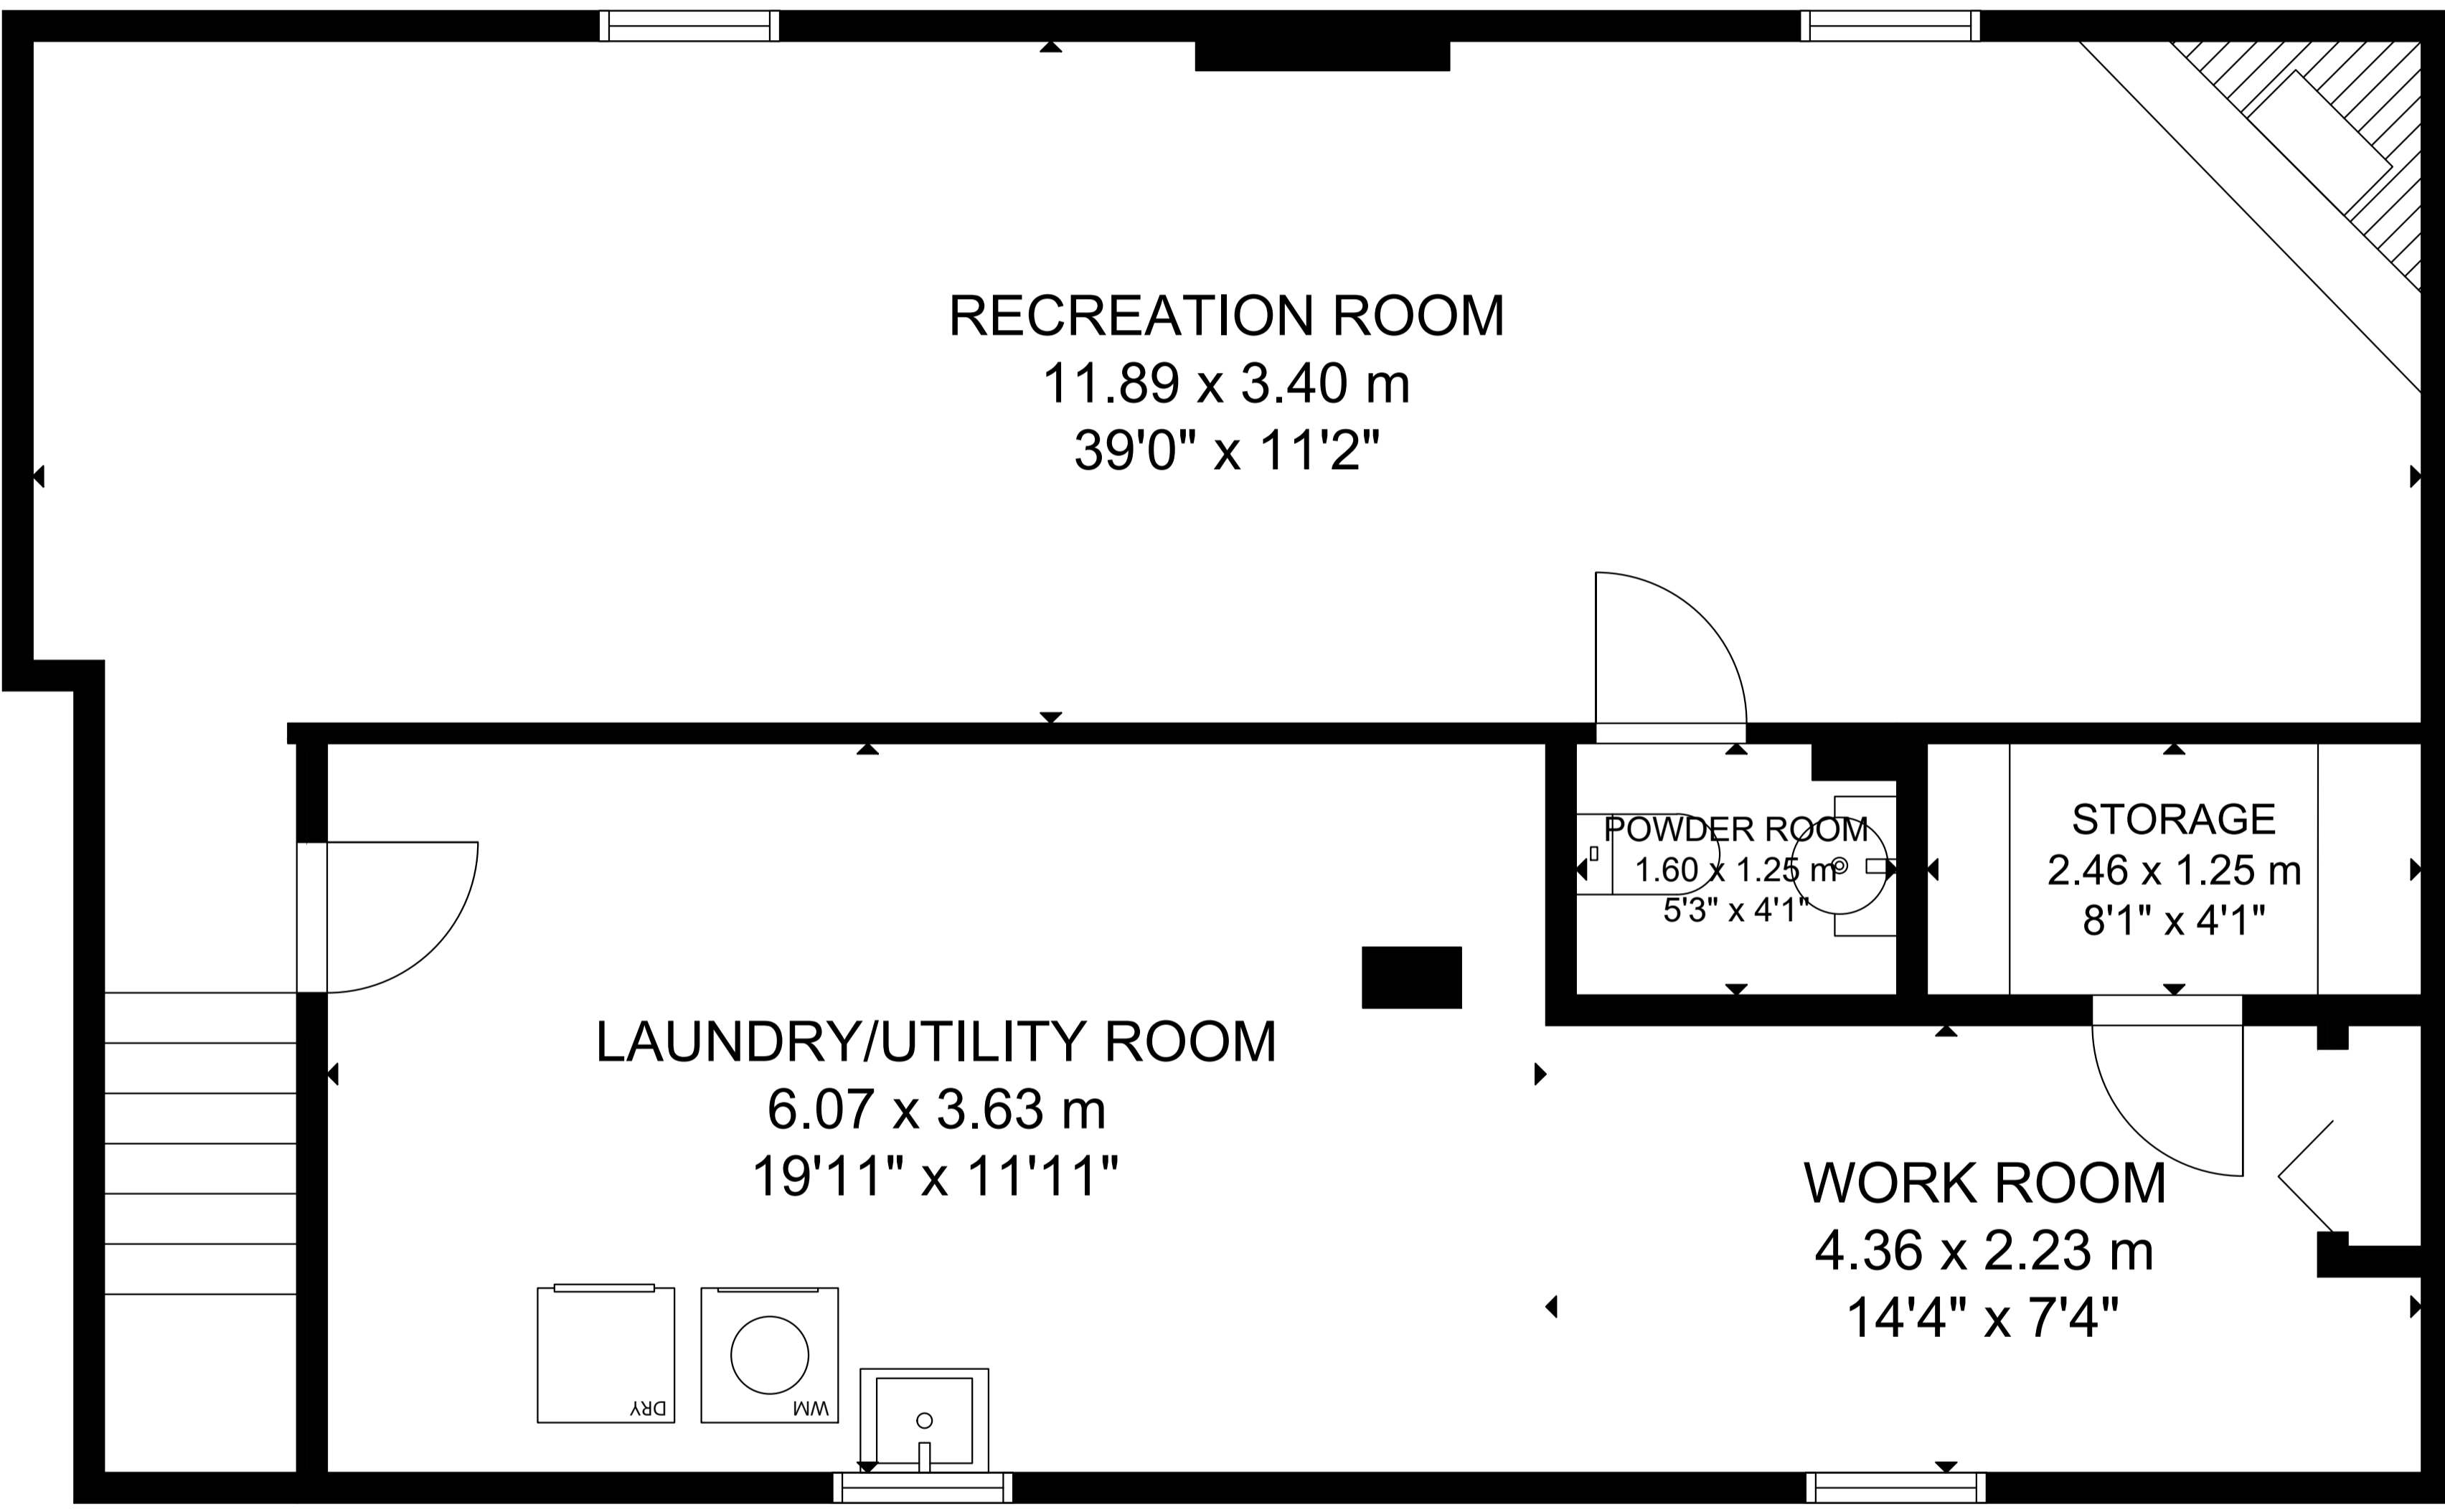 RECREATION ROOM
11.89 x 3.40 m
39'0" x 11'2"
POWDER ROOM
1.60 x 1.25 m
5'3" x 4'1"
STORAGE
2.46 x 1.25 m
8'1" x 4'1"
LAUNDRY/UTILITY ROOM
6.07 x 3.63 m
19'11" x 11'11"
WORK ROOM
4.36 x 2.23 m
14'4" x 7'4"
DRY
WM